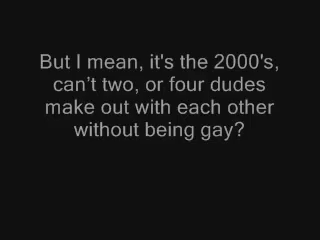 But I mean, it's the 2000's,
can’t two, or four dudes
make out with each other
without being gay?